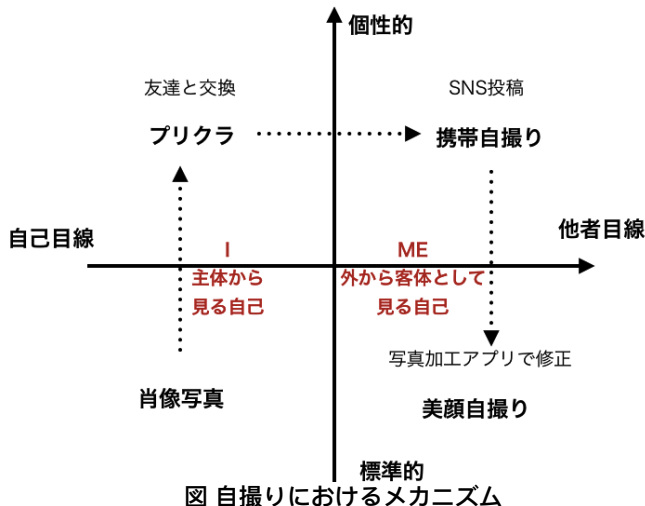 個性的
友達と交換
SNS投稿
プリクラ
携帯自撮り
自己目線
他者目線
I
ME
主体から
見る自己
外から客体として
見る自己
写真加工アプリで修正
肖像写真
美顔自撮り
標準的
図 自撮りにおけるメカニズム